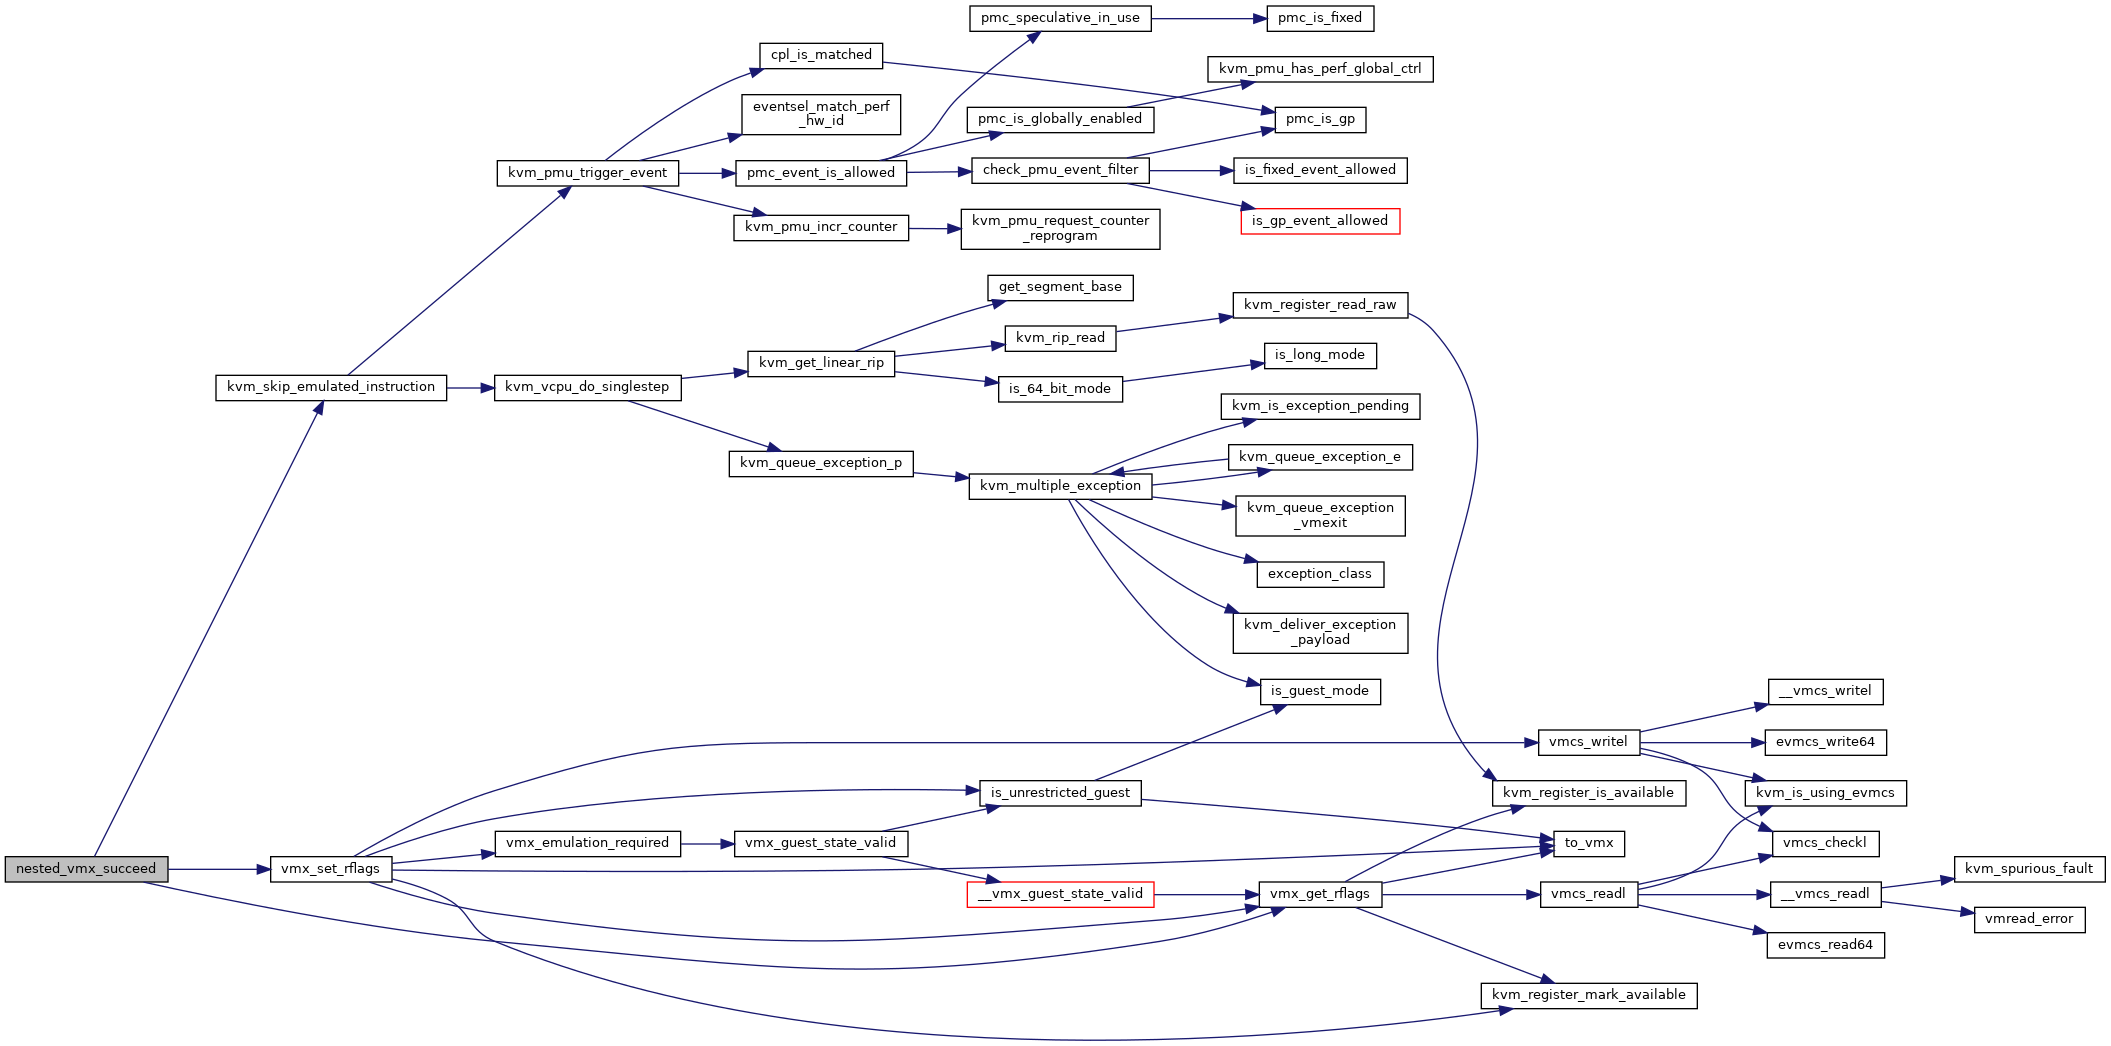 pmc_speculative_in_use
pmc_is_fixed
cpl_is_matched
kvm_pmu_has_perf_global_ctrl
eventsel_match_perf
_hw_id
pmc_is_globally_enabled
pmc_is_gp
kvm_pmu_trigger_event
pmc_event_is_allowed
check_pmu_event_filter
is_fixed_event_allowed
kvm_pmu_incr_counter
kvm_pmu_request_counter
_reprogram
is_gp_event_allowed
get_segment_base
kvm_register_read_raw
kvm_rip_read
kvm_get_linear_rip
is_long_mode
kvm_skip_emulated_instruction
kvm_vcpu_do_singlestep
is_64_bit_mode
kvm_is_exception_pending
kvm_queue_exception_p
kvm_queue_exception_e
kvm_multiple_exception
kvm_queue_exception
_vmexit
exception_class
kvm_deliver_exception
_payload
is_guest_mode
__vmcs_writel
vmcs_writel
evmcs_write64
is_unrestricted_guest
kvm_register_is_available
kvm_is_using_evmcs
vmx_emulation_required
vmx_guest_state_valid
to_vmx
vmcs_checkl
nested_vmx_succeed
vmx_set_rflags
kvm_spurious_fault
__vmx_guest_state_valid
vmx_get_rflags
vmcs_readl
__vmcs_readl
vmread_error
evmcs_read64
kvm_register_mark_available